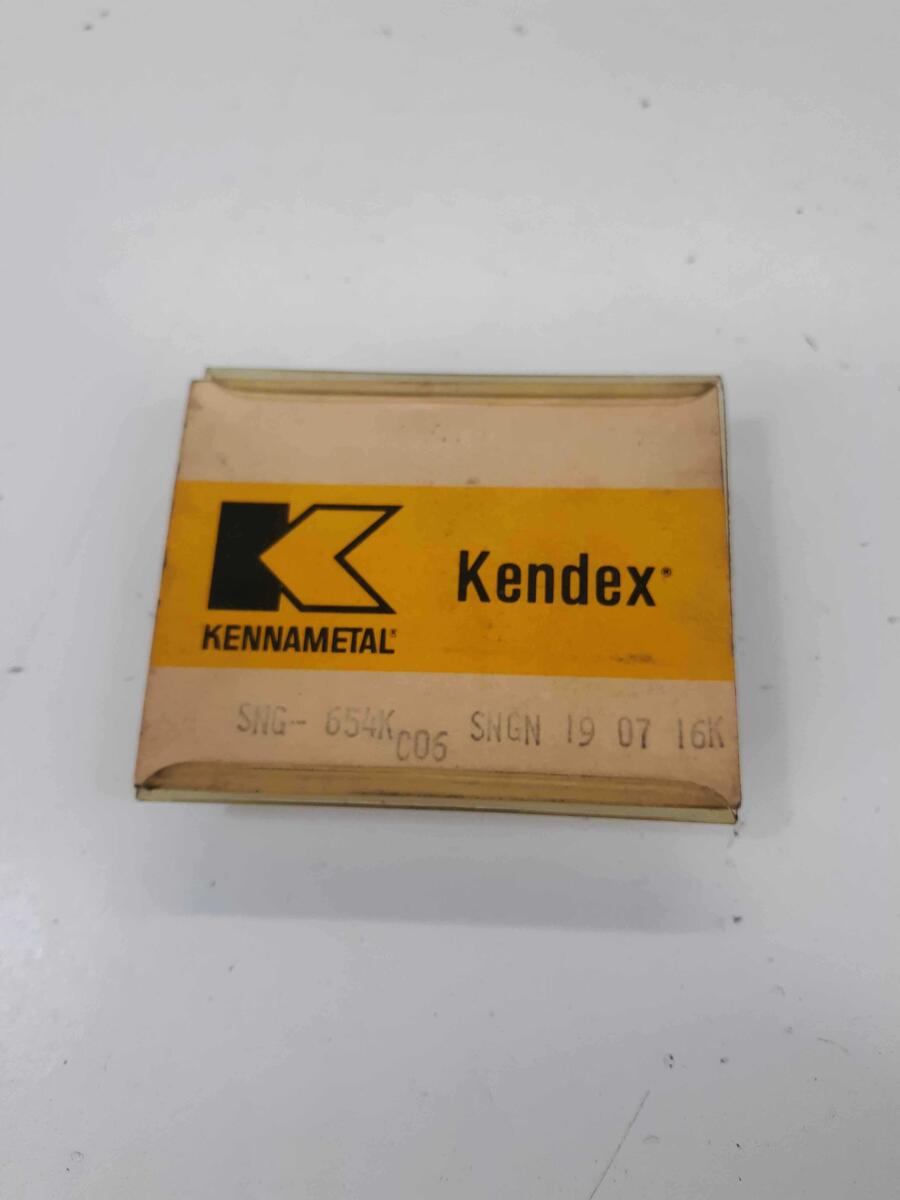 Kendex®
KENNAMETAL®
SNG- 654K C06 SNGN 19 07 16K